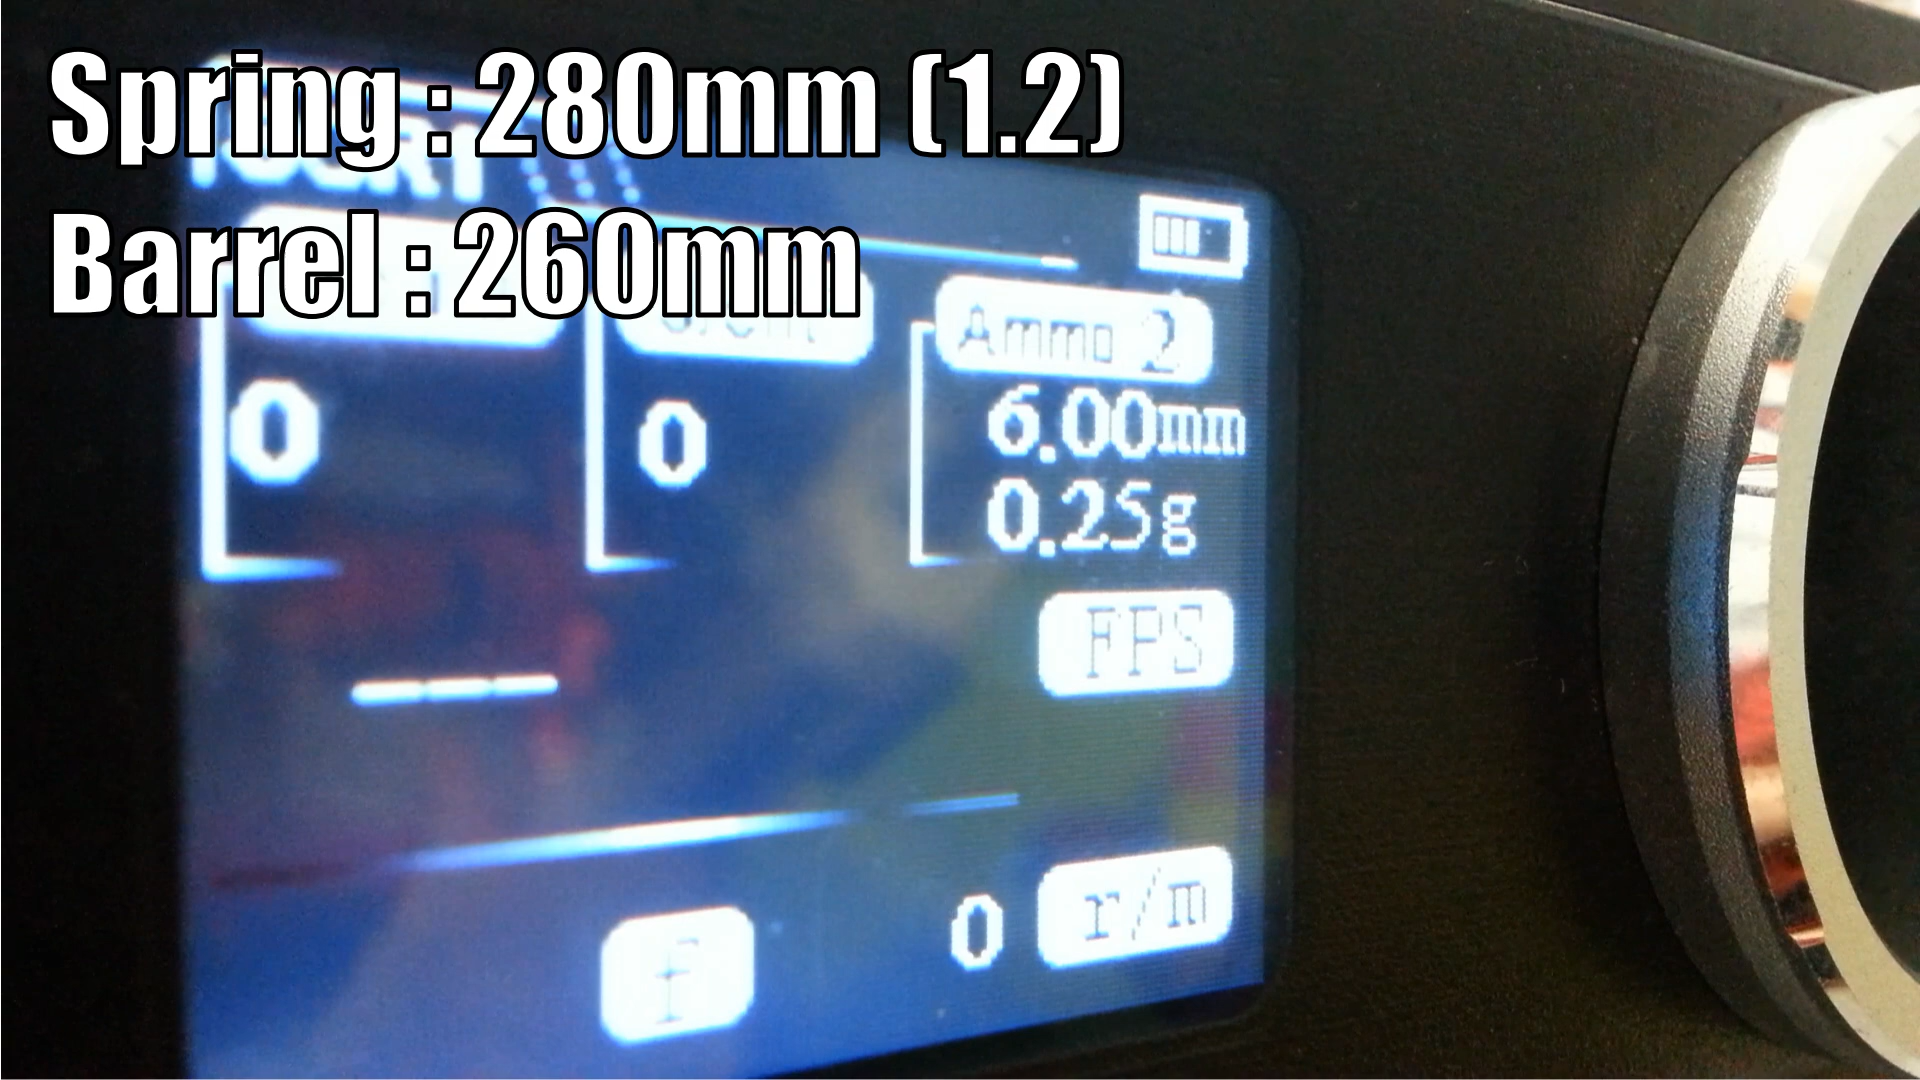 Spring : 280mm (1.2)
Barrel : 260mm
Ammo 2
0
0
6.00mm
0.25g
FPS
---
f
0
r/m